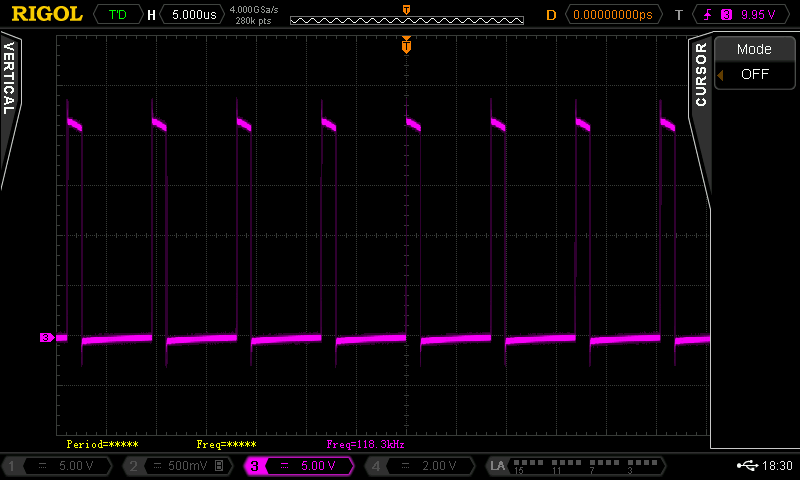 RIGOL T'D H 5.000us 4.000GSa/s D 0.00000000ps T 3 9.95 V
280k pts
T
VERTICAL
CURSOR
Mode
OFF
T
3
Period=***** Freq=***** Freq=118.3kHz
1 5.00 V 2 500mV B 3 5.00 V 4 2.00 V LA 15 11 7 3 18:30